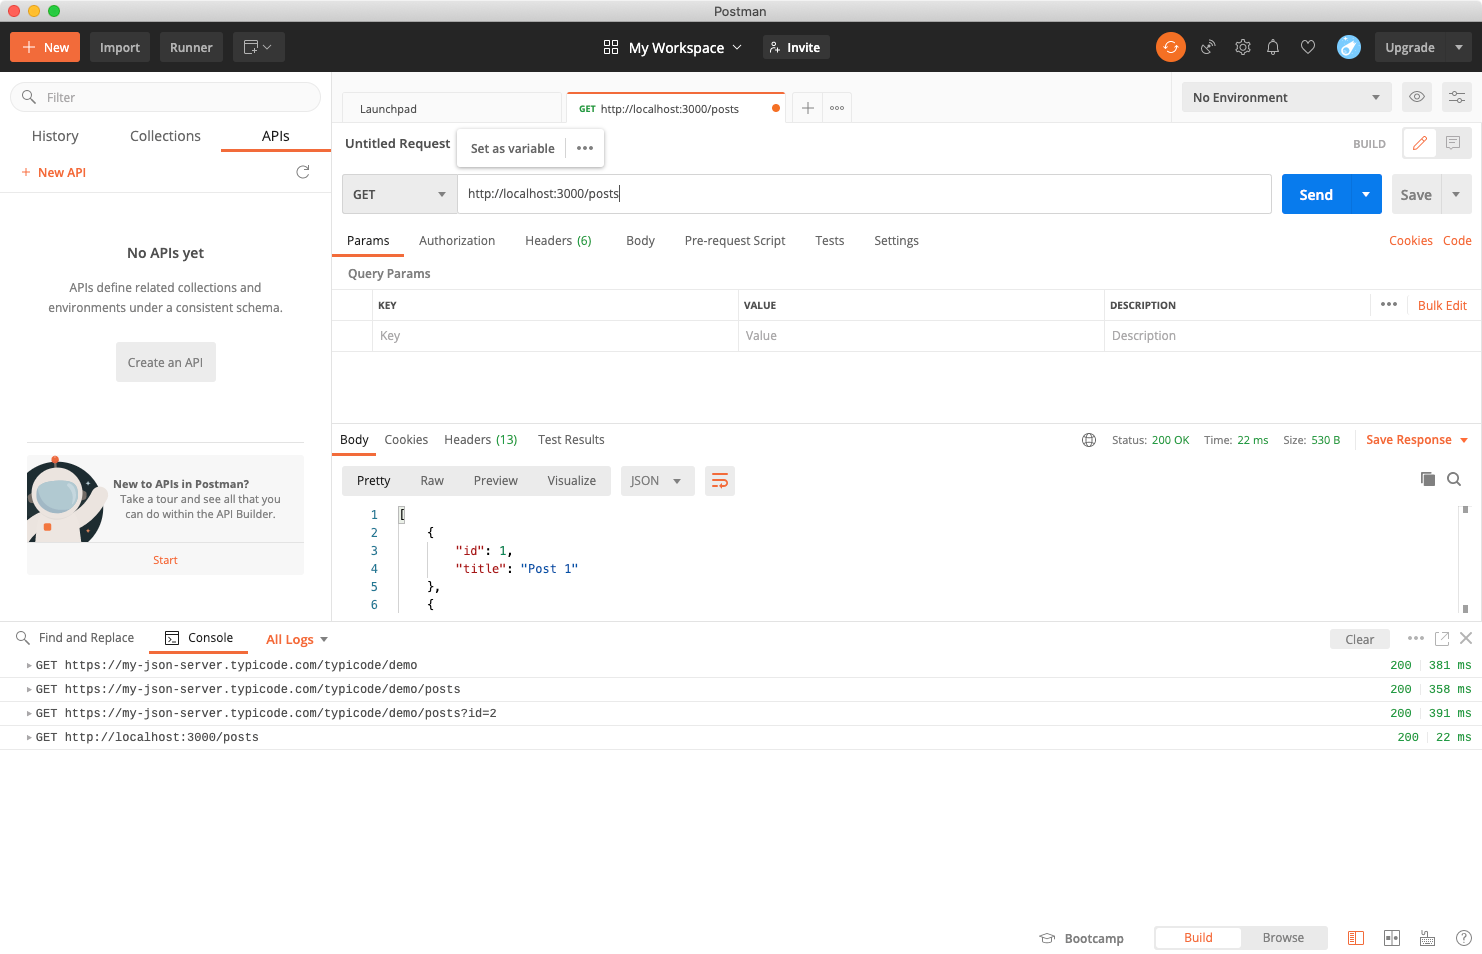 Postman
New
Import
Runner
My Workspace
Invite
Upgrade
Filter
History
Collections
APIs
New API
No APIs yet
APIs define related collections and
environments under a consistent schema.
Create an API
New to APIs in Postman?
Take a tour and see all that you
can do within the API Builder.
Start
Launchpad
GET http://localhost:3000/posts
No Environment
Untitled Request
Set as variable
BUILD
GET
http://localhost:3000/posts
Send
Save
Params
Authorization
Headers (6)
Body
Pre-request Script
Tests
Settings
Cookies
Code
Query Params
KEY
VALUE
DESCRIPTION
Bulk Edit
Key
Value
Description
Body
Cookies
Headers (13)
Test Results
Status: 200 OK
Time: 22 ms
Size: 530 B
Save Response
Pretty
Raw
Preview
Visualize
JSON
1 [
2 {
3 "id": 1,
4 "title": "Post 1"
5 },
6 {
Find and Replace
Console
All Logs
Clear
GET https://my-json-server.typicode.com/typicode/demo 200 381 ms
GET https://my-json-server.typicode.com/typicode/demo/posts 200 358 ms
GET https://my-json-server.typicode.com/typicode/demo/posts?id=2 200 391 ms
GET http://localhost:3000/posts 200 22 ms
Bootcamp
Build
Browse